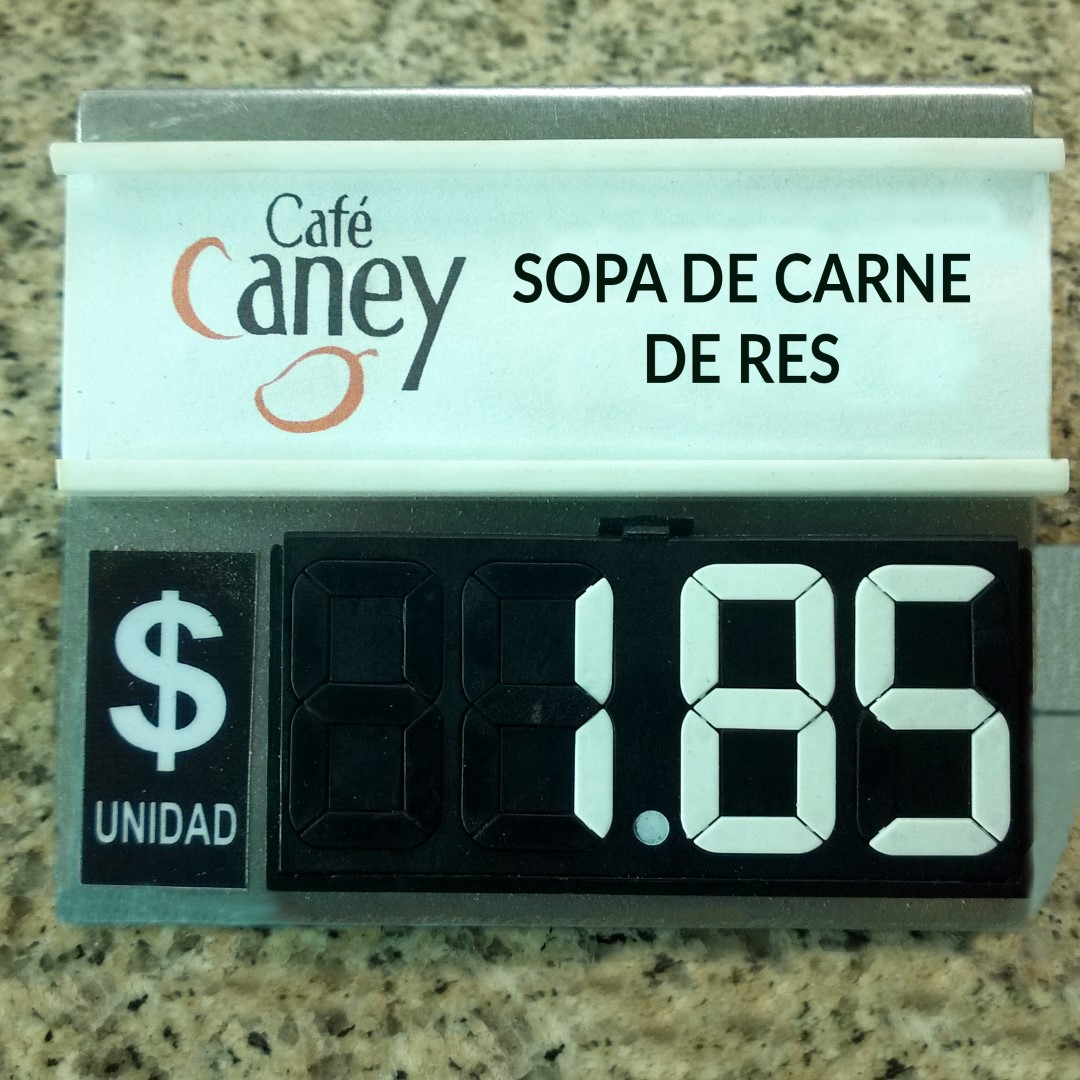 Café
Caney
SOPA DE CARNE
DE RES
$
UNIDAD
1.85